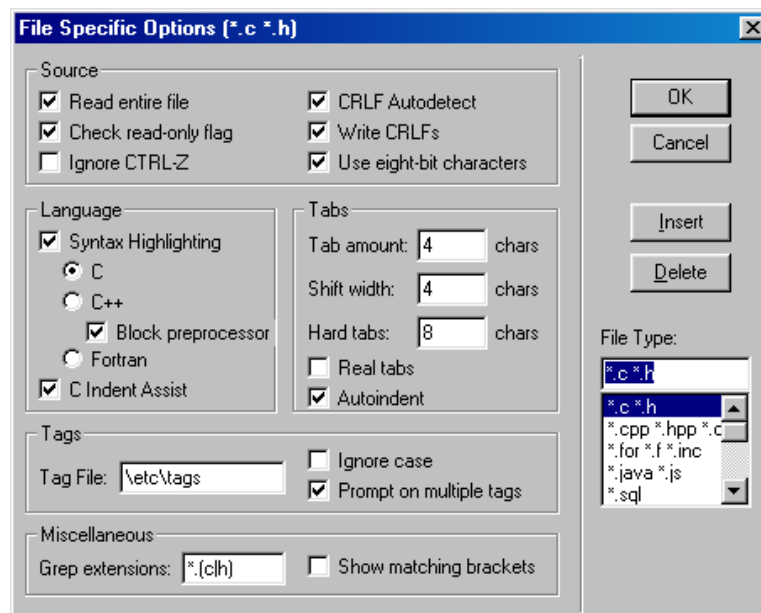 File Specific Options (*.c *.h)
Source
Read entire file
CRLF Autodetect
Check read-only flag
Write CRLFs
Ignore CTRL-Z
Use eight-bit characters
Language
Syntax Highlighting
C
C++
Block preprocessor
Fortran
C Indent Assist
Tabs
Tab amount: 4 chars
Shift width: 4 chars
Hard tabs: 8 chars
Real tabs
Autoindent
Tags
Tag File: \etc\tags
Ignore case
Prompt on multiple tags
Miscellaneous
Grep extensions: *.(c|h)
Show matching brackets
OK
Cancel
Insert
Delete
File Type:
*.c *.h
*.c *.h
*.cpp *.hpp *.c
*.for *.f *.inc
*.java *.js
*.sql